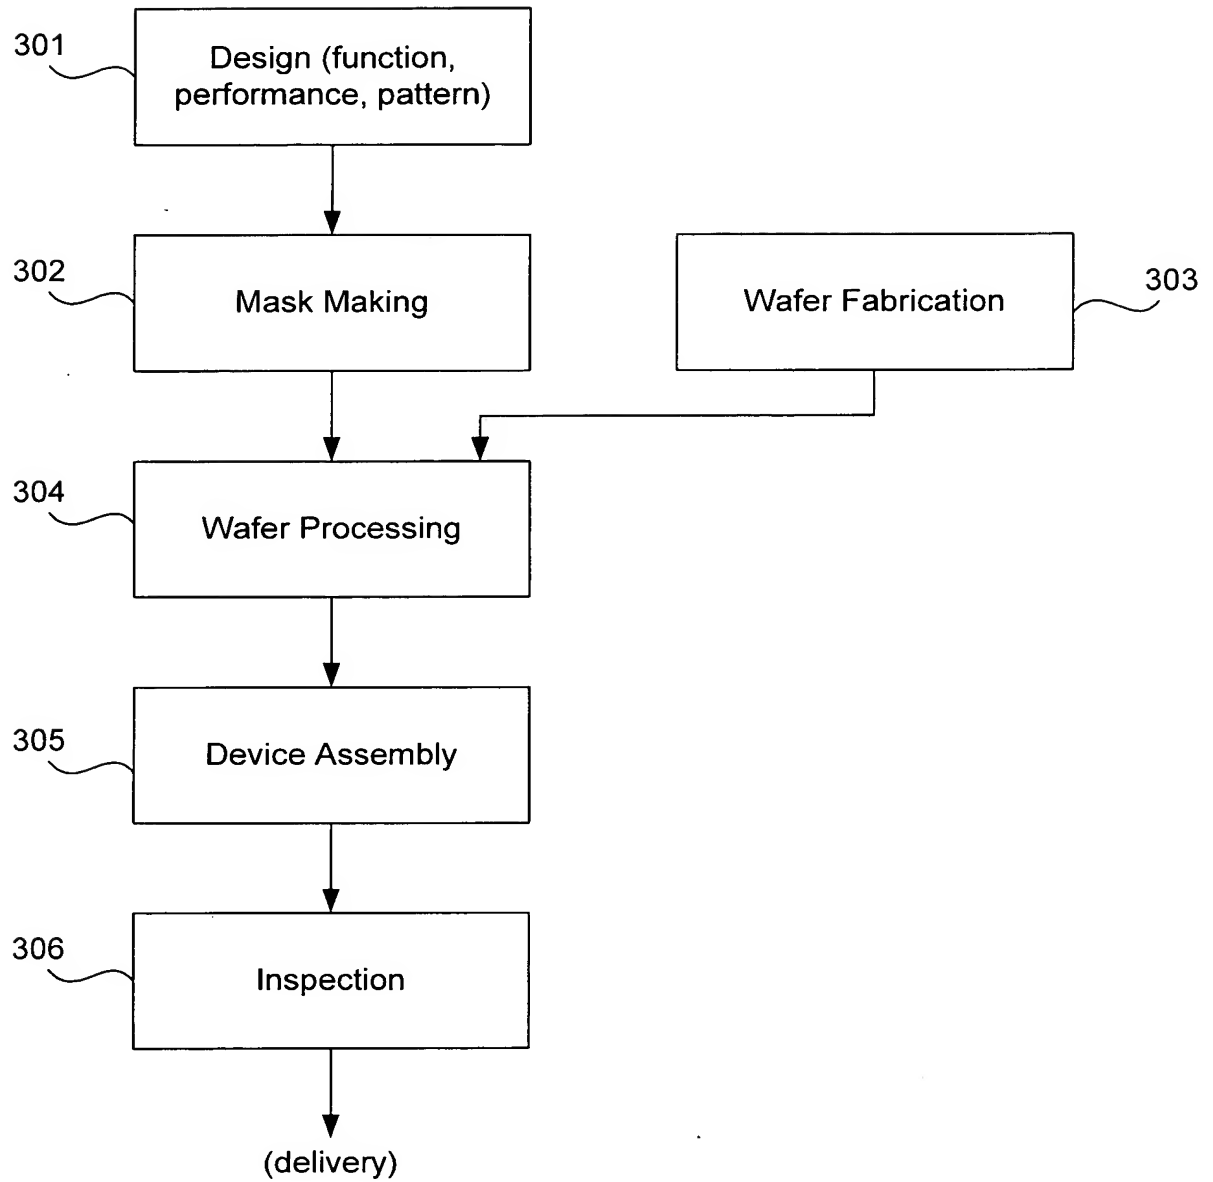 301
Design (function,
performance, pattern)
302
Mask Making
Wafer Fabrication
303
304
Wafer Processing
305
Device Assembly
306
Inspection
(delivery)